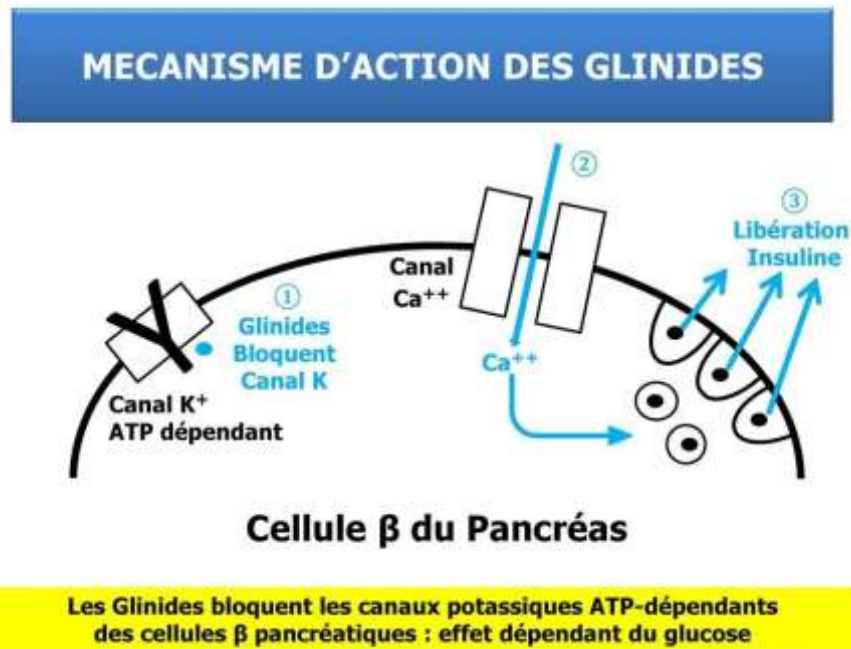 MECANISME D'ACTION DES GLINIDES
①
Glinides
Bloquent
Canal K
Canal K⁺
ATP dépendant
Canal
Ca⁺⁺
②
Ca⁺⁺
③
Libération
Insuline
Cellule β du Pancréas
Les Glinides bloquent les canaux potassiques ATP-dépendants
des cellules β pancréatiques : effet dépendant du glucose